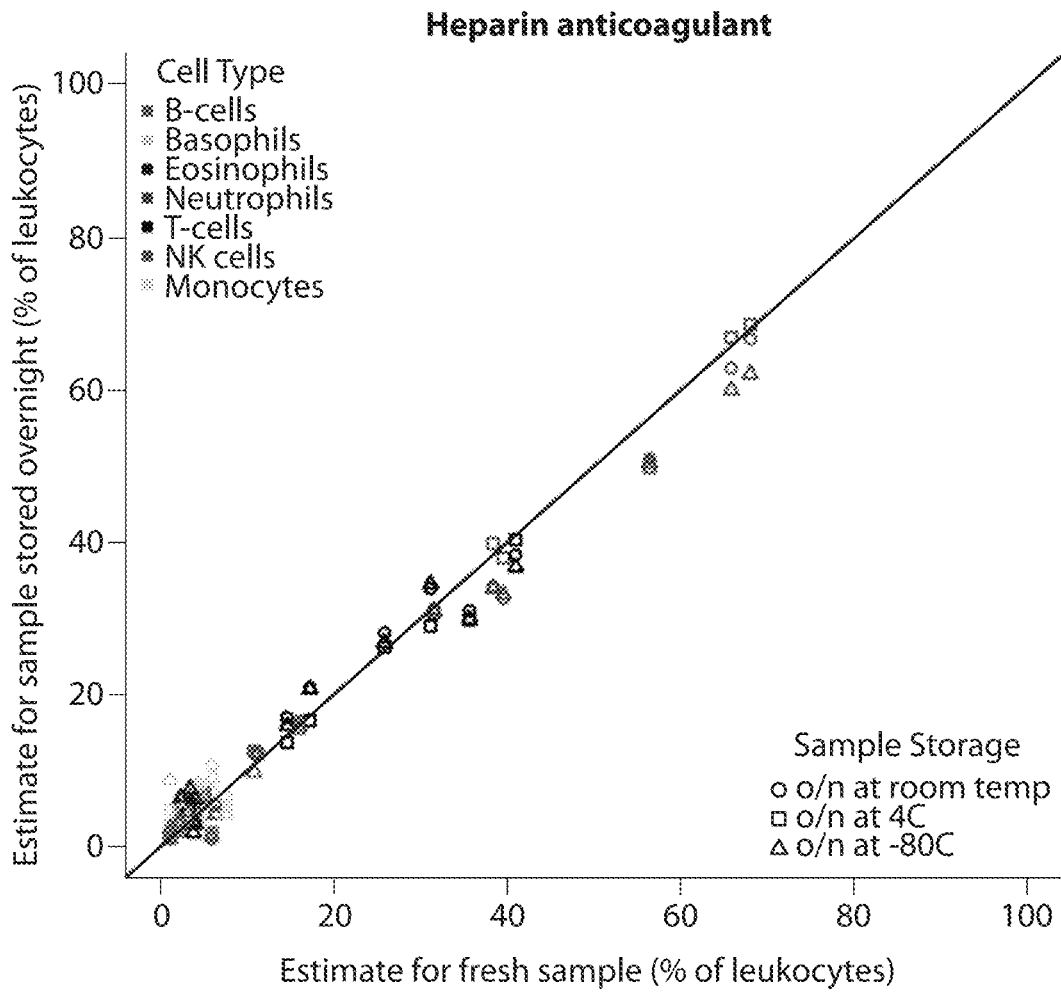 Heparin anticoagulant
Estimate for sample stored overnight (% of leukocytes)
100
80
60
40
20
0
Cell Type
B-cells
Basophils
Eosinophils
Neutrophils
T-cells
NK cells
Monocytes
Sample Storage
o/n at room temp
o/n at 4C
o/n at -80C
0 20 40 60 80 100
Estimate for fresh sample (% of leukocytes)